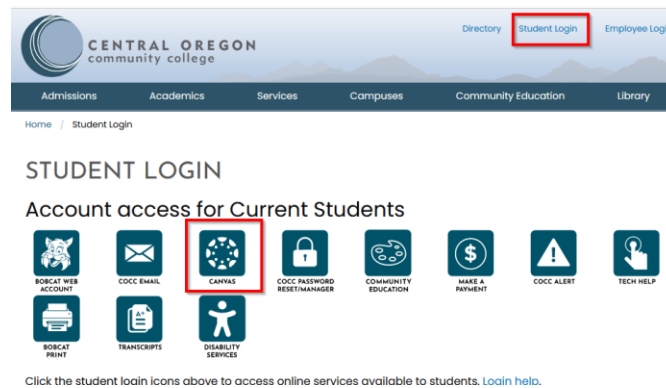 Directory Student Login Employee Logi
CENTRAL OREGON
community college
Admissions Academics Services Campuses Community Education Library
Home / Student Login
STUDENT LOGIN
Account access for Current Students
BOBCAT WEB
ACCOUNT
COCC EMAIL
CANVAS
COCC PASSWORD
RESET/MANAGER
COMMUNITY
EDUCATION
$
MAKE A
PAYMENT
COCC ALERT
TECH HELP
BOBCAT
PRINT
A+
TRANSCRIPTS
DISABILITY
SERVICES
Click the student login icons above to access online services available to students. Login help.